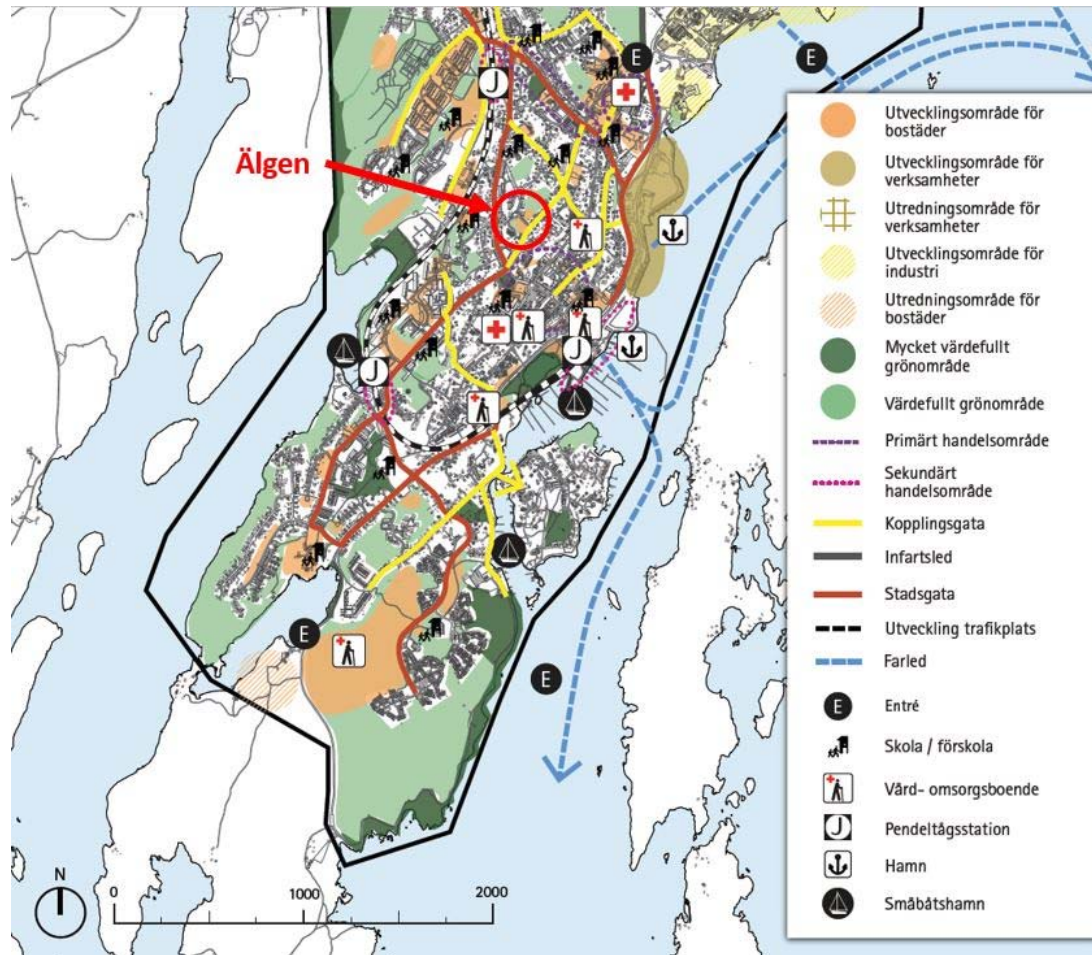 Älgen
E
E
J
J
J
E
E
N
0
1000
2000
Utvecklingsområde för
bostäder
Utvecklingsområde för
verksamheter
Utredningsområde för
verksamheter
Utvecklingsområde för
industri
Utredningsområde för
bostäder
Mycket värdefullt
grönområde
Värdefullt grönområde
Primärt handelsområde
Sekundärt
handelsområde
Kopplingsgata
Infartsled
Stadsgata
Utveckling trafikplats
Farled
E Entré
Skola / förskola
Vård- omsorgsboende
J Pendeltågsstation
Hamn
Småbåtshamn